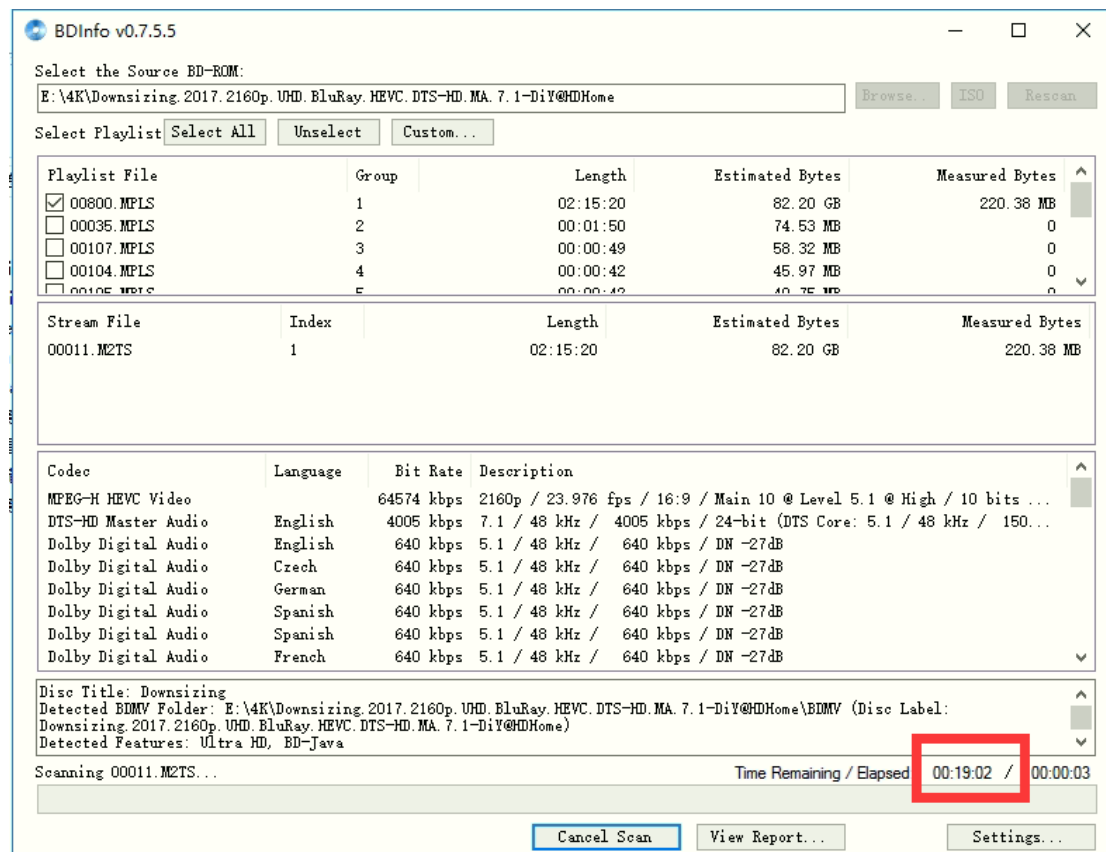 BDInfo v0.7.5.5
Select the Source BD-ROM:
E:\4K\Downsizing.2017.2160p.UHD.BluRay.HEVC.DTS-HD.MA.7.1-DiY@HDHome Browse.. ISO Rescan
Select Playlist Select All Unselect Custom...
Playlist File Group Length Estimated Bytes Measured Bytes
00800.MPLS 1 02:15:20 82.20 GB 220.38 MB
00035.MPLS 2 00:01:50 74.53 MB 0
00107.MPLS 3 00:00:49 58.32 MB 0
00104.MPLS 4 00:00:42 45.97 MB 0
Stream File Index Length Estimated Bytes Measured Bytes
00011.M2TS 1 02:15:20 82.20 GB 220.38 MB
Codec Language Bit Rate Description
MPEG-H HEVC Video 64574 kbps 2160p / 23.976 fps / 16:9 / Main 10 @ Level 5.1 @ High / 10 bits ...
DTS-HD Master Audio English 4005 kbps 7.1 / 48 kHz / 4005 kbps / 24-bit (DTS Core: 5.1 / 48 kHz / 150...
Dolby Digital Audio English 640 kbps 5.1 / 48 kHz / 640 kbps / DN -27dB
Dolby Digital Audio Czech 640 kbps 5.1 / 48 kHz / 640 kbps / DN -27dB
Dolby Digital Audio German 640 kbps 5.1 / 48 kHz / 640 kbps / DN -27dB
Dolby Digital Audio Spanish 640 kbps 5.1 / 48 kHz / 640 kbps / DN -27dB
Dolby Digital Audio Spanish 640 kbps 5.1 / 48 kHz / 640 kbps / DN -27dB
Dolby Digital Audio French 640 kbps 5.1 / 48 kHz / 640 kbps / DN -27dB
Disc Title: Downsizing
Detected BDMV Folder: E:\4K\Downsizing.2017.2160p.UHD.BluRay.HEVC.DTS-HD.MA.7.1-DiY@HDHome\BDMV (Disc Label:
Downsizing.2017.2160p.UHD.BluRay.HEVC.DTS-HD.MA.7.1-DiY@HDHome)
Detected Features: Ultra HD, BD-Java
Scanning 00011.M2TS... Time Remaining / Elapsed 00:19:02 / 00:00:03
Cancel Scan View Report... Settings...